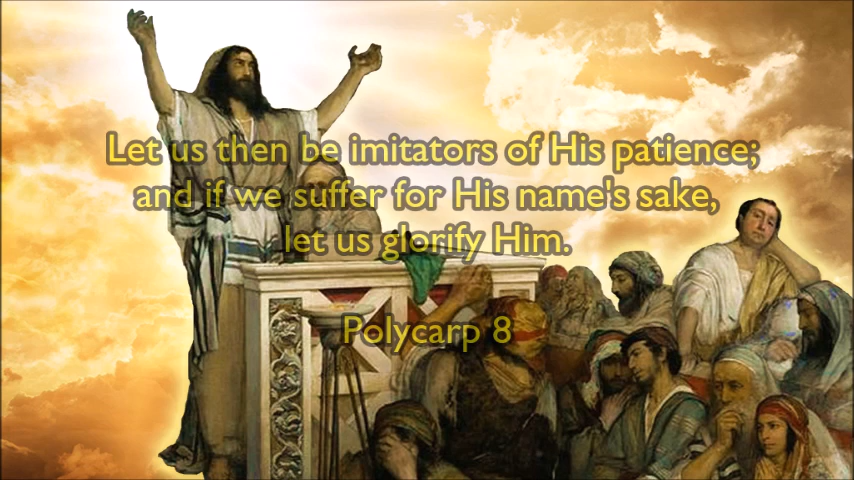 Let us then be imitators of His patience;
and if we suffer for His name's sake,
let us glorify Him.
Polycarp 8